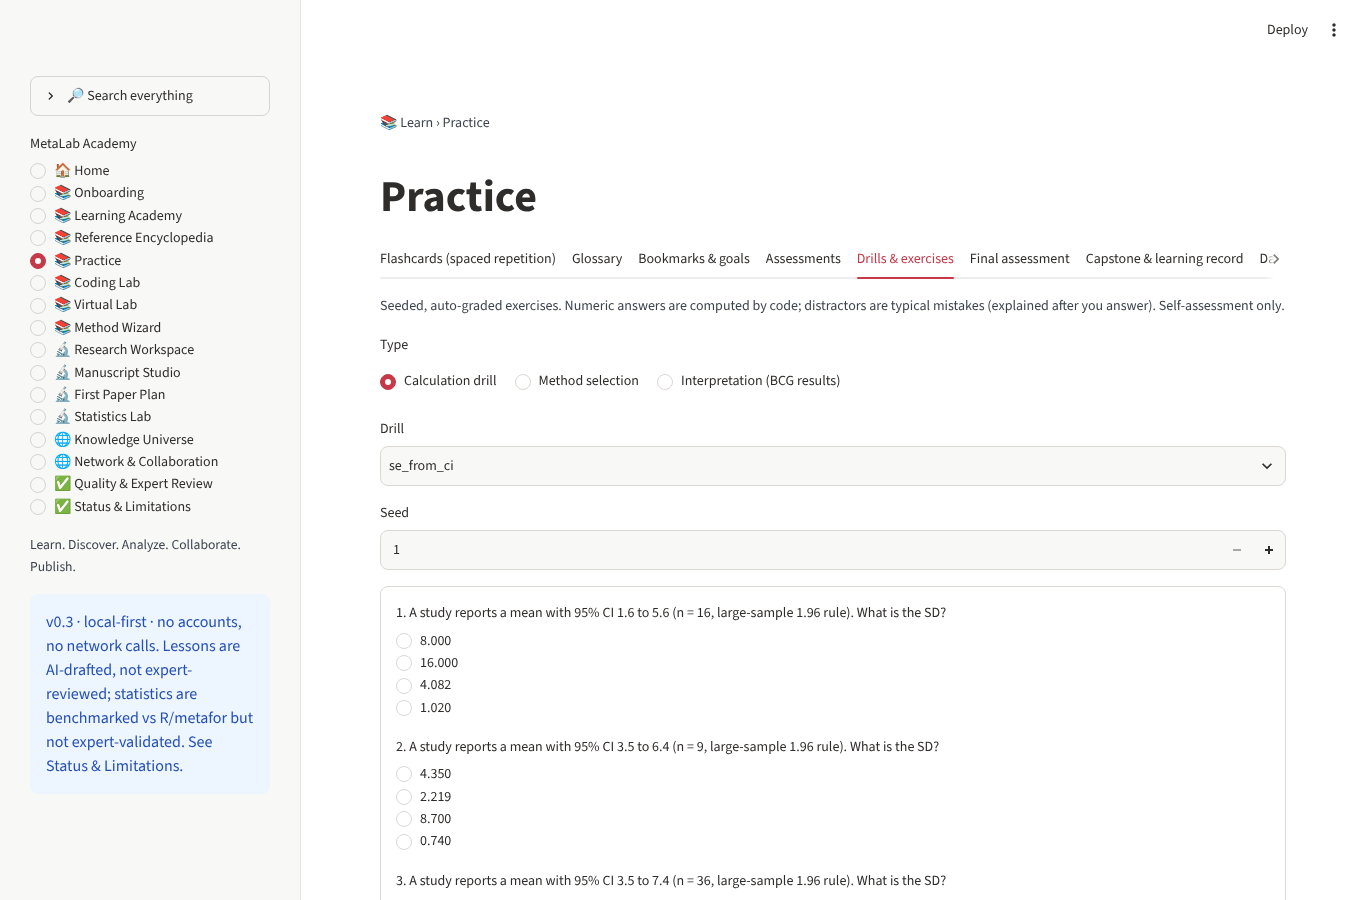 Deploy
🔎 Search everything
MetaLab Academy
🏠 Home
📚 Onboarding
📚 Learning Academy
📚 Reference Encyclopedia
📚 Practice
📚 Coding Lab
📚 Virtual Lab
📚 Method Wizard
🔬 Research Workspace
🔬 Manuscript Studio
🔬 First Paper Plan
🔬 Statistics Lab
🌐 Knowledge Universe
🌐 Network & Collaboration
✅ Quality & Expert Review
✅ Status & Limitations
Learn. Discover. Analyze. Collaborate.
Publish.
v0.3 · local-first · no accounts,
no network calls. Lessons are
AI-drafted, not expert-
reviewed; statistics are
benchmarked vs R/metafor but
not expert-validated. See
Status & Limitations.
📚 Learn › Practice
Practice
Flashcards (spaced repetition) Glossary Bookmarks & goals Assessments Drills & exercises Final assessment Capstone & learning record
Seeded, auto-graded exercises. Numeric answers are computed by code; distractors are typical mistakes (explained after you answer). Self-assessment only.
Type
Calculation drill Method selection Interpretation (BCG results)
Drill
se_from_ci
Seed
1
1. A study reports a mean with 95% CI 1.6 to 5.6 (n = 16, large-sample 1.96 rule). What is the SD?
8.000
16.000
4.082
1.020
2. A study reports a mean with 95% CI 3.5 to 6.4 (n = 9, large-sample 1.96 rule). What is the SD?
4.350
2.219
8.700
0.740
3. A study reports a mean with 95% CI 3.5 to 7.4 (n = 36, large-sample 1.96 rule). What is the SD?